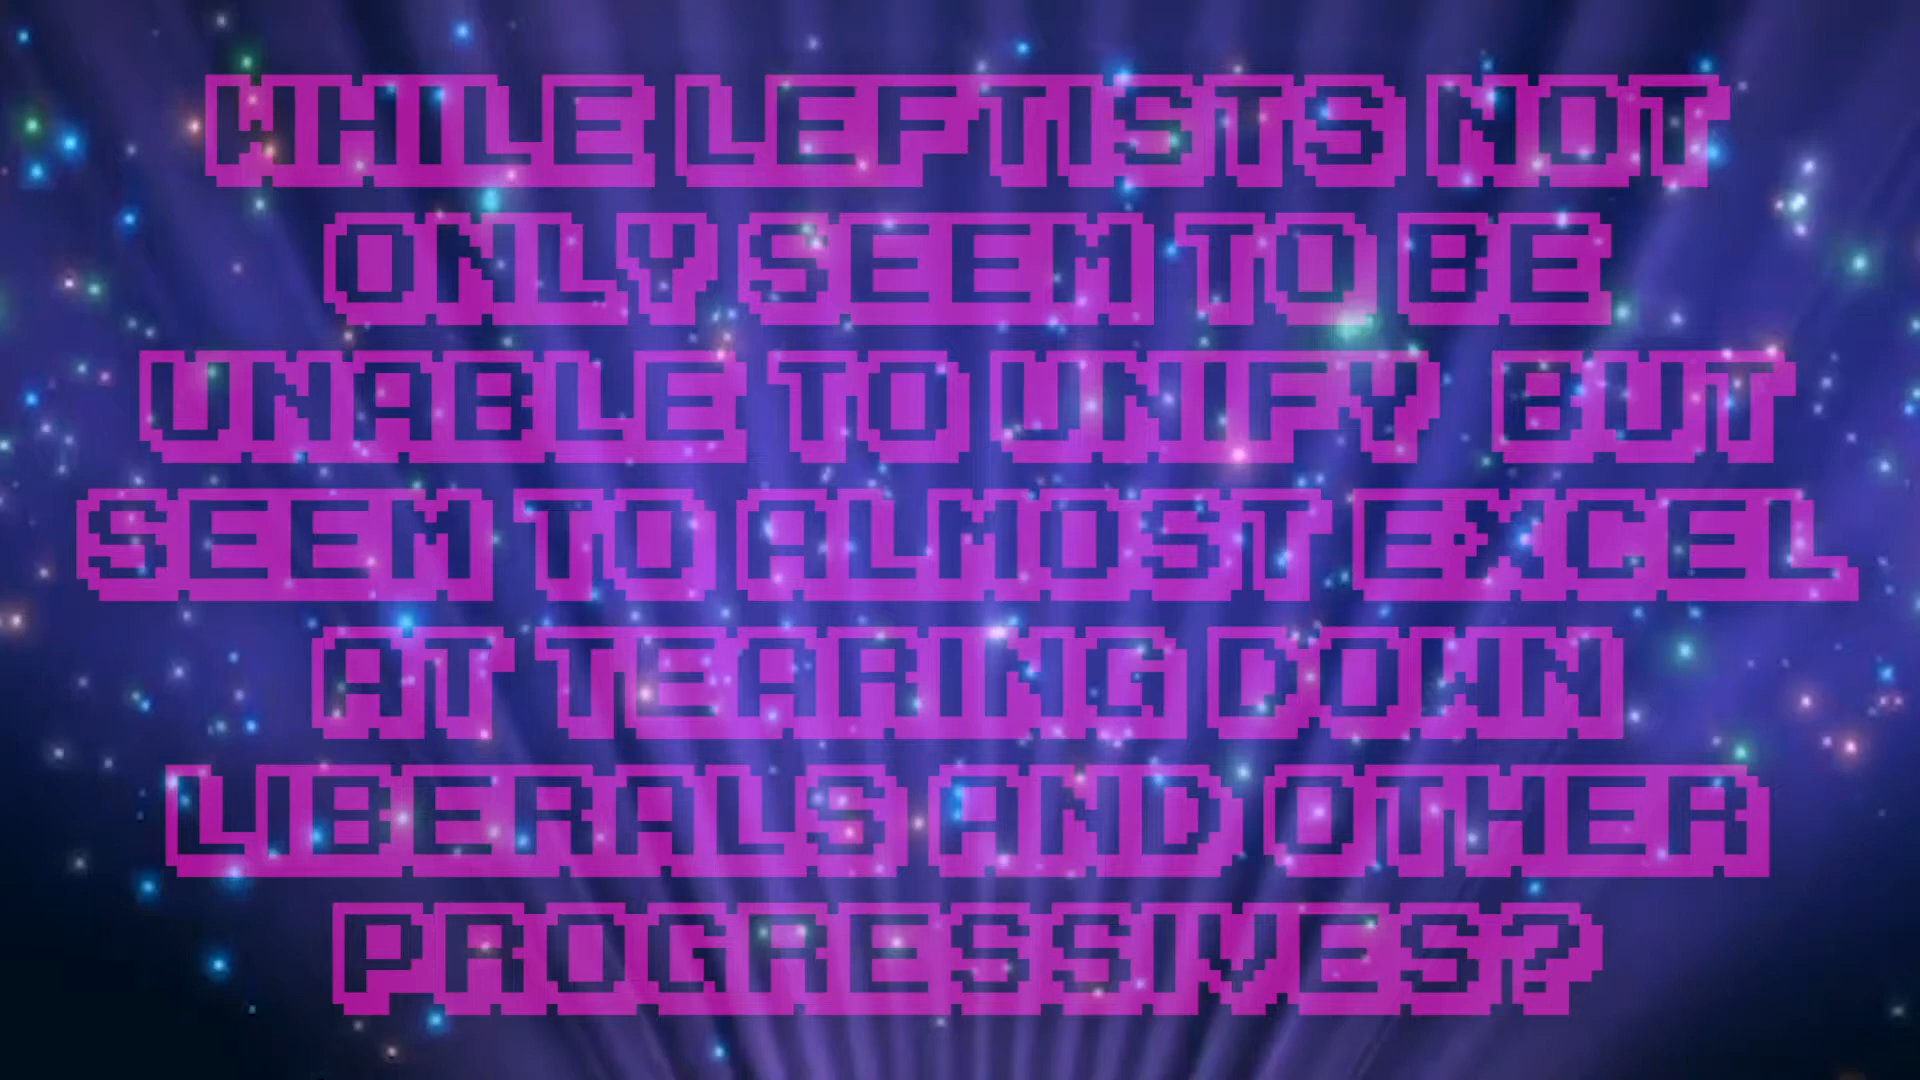 WHILE LEFTISTS NOT
ONLY SEEM TO BE
UNABLE TO UNIFY BUT
SEEM TO ALMOST EXCEL
AT TEARING DOWN
LIBERALS AND OTHER
PROGRESSIVES?